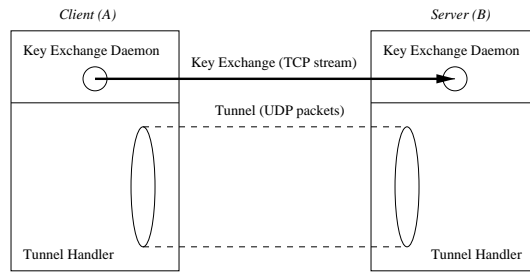 Client (A)
Server (B)
Key Exchange Daemon
Key Exchange Daemon
Key Exchange (TCP stream)
Tunnel (UDP packets)
Tunnel Handler
Tunnel Handler